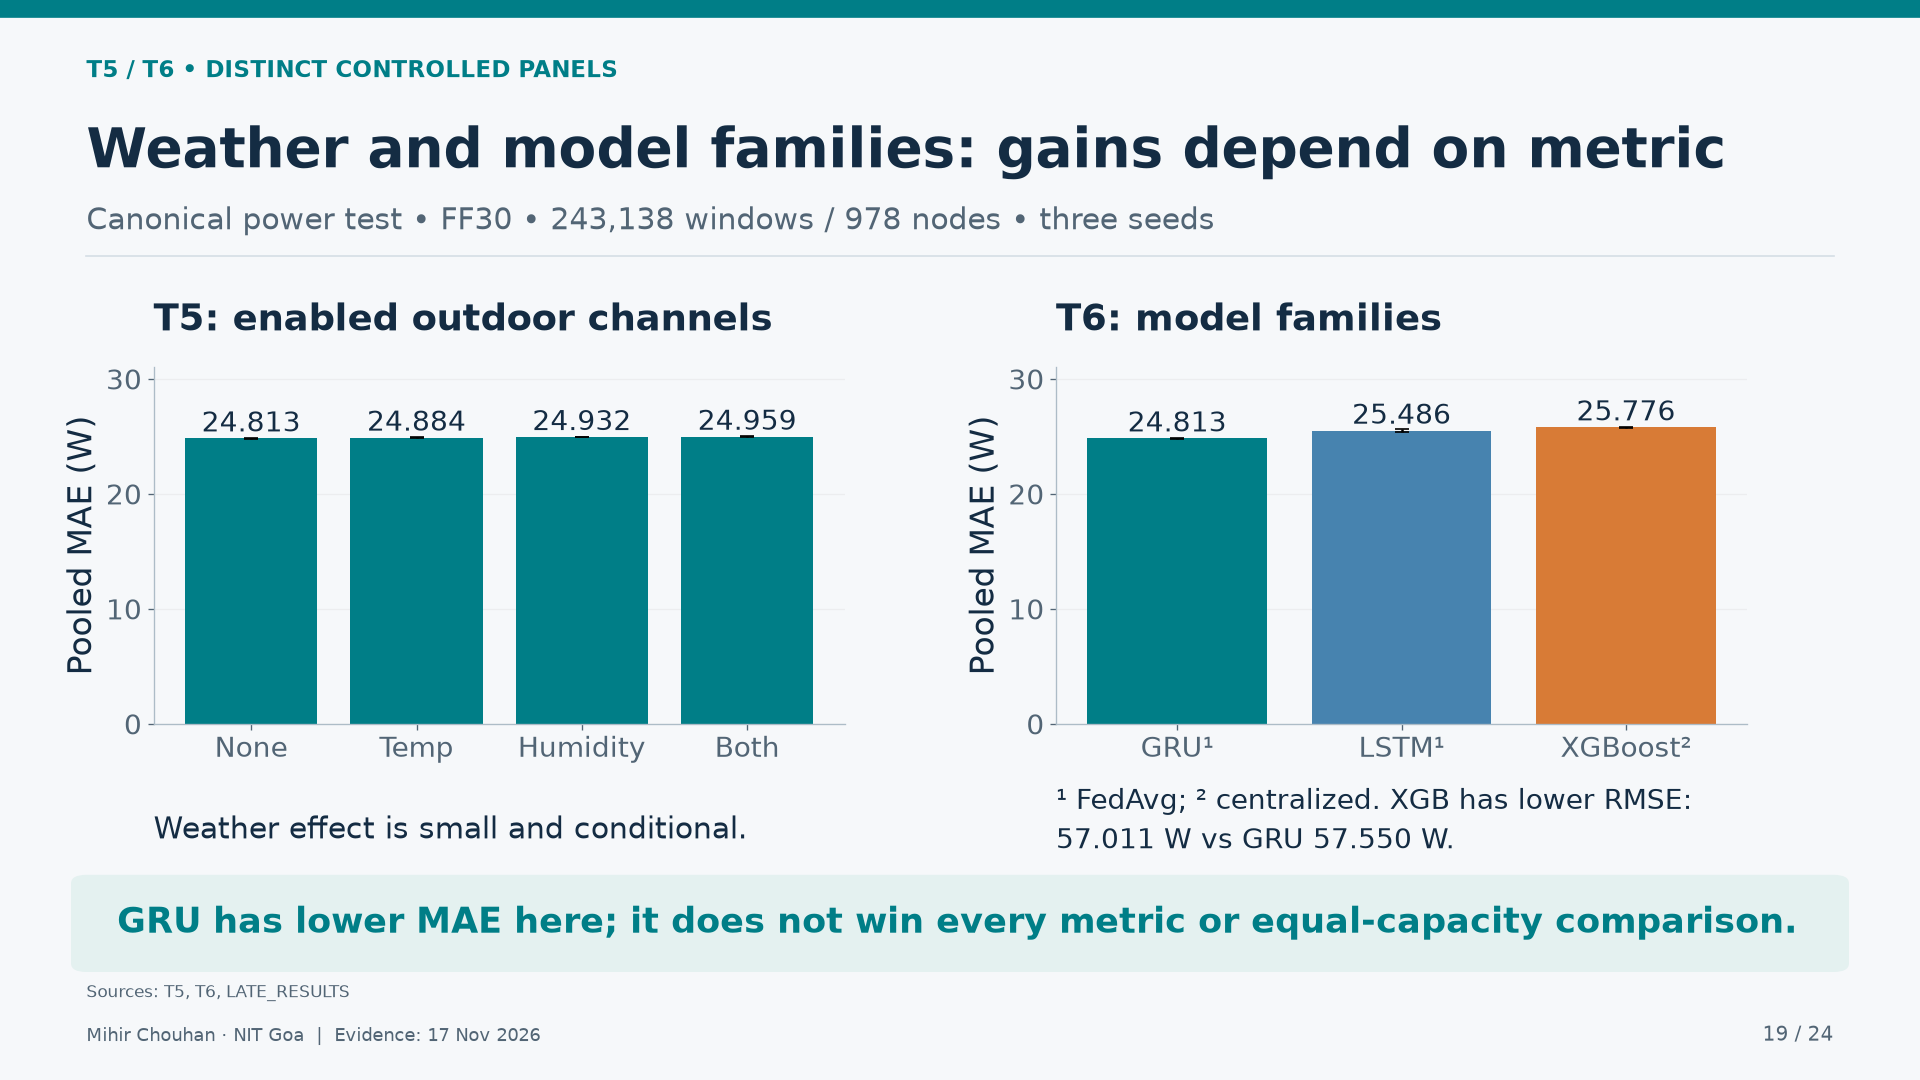 T5 / T6 • DISTINCT CONTROLLED PANELS
Weather and model families: gains depend on metric
Canonical power test • FF30 • 243,138 windows / 978 nodes • three seeds
T5: enabled outdoor channels
Pooled MAE (W)
30
20
10
0
24.813
24.884
24.932
24.959
None
Temp
Humidity
Both
Weather effect is small and conditional.
T6: model families
Pooled MAE (W)
30
20
10
0
24.813
25.486
25.776
GRU¹
LSTM¹
XGBoost²
¹ FedAvg; ² centralized. XGB has lower RMSE:
57.011 W vs GRU 57.550 W.
GRU has lower MAE here; it does not win every metric or equal-capacity comparison.
Sources: T5, T6, LATE_RESULTS
Mihir Chouhan · NIT Goa | Evidence: 17 Nov 2026
19 / 24